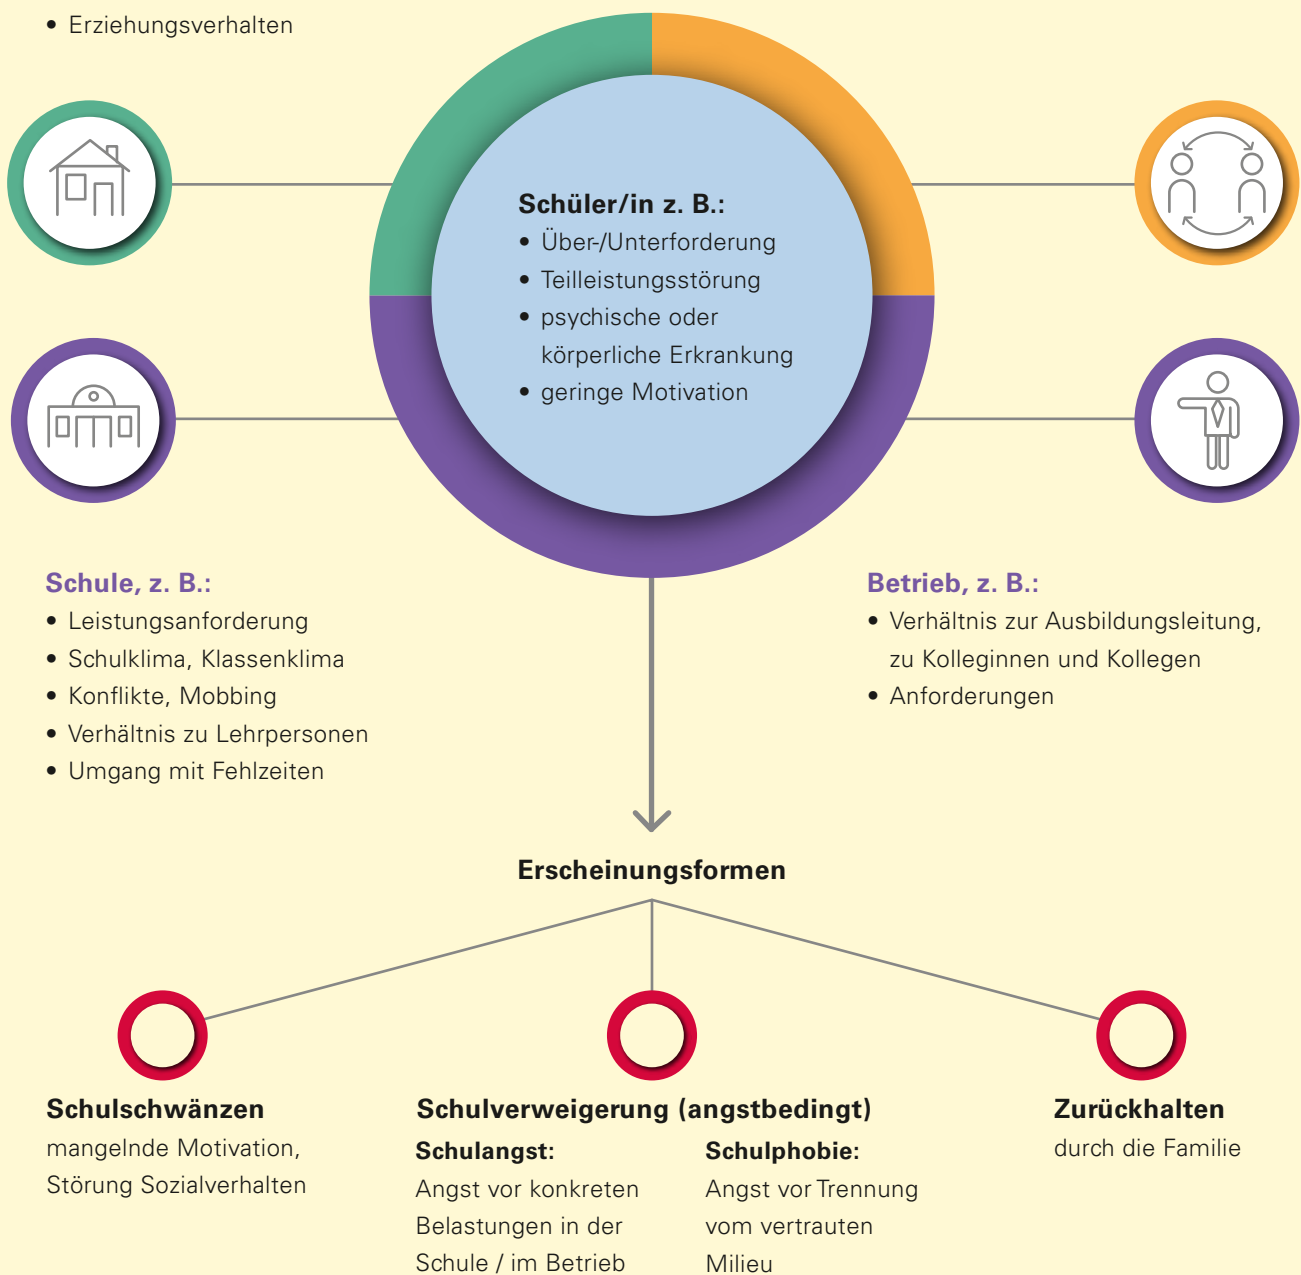 • Erziehungsverhalten
Schüler/in z. B.:
• Über-/Unterforderung
• Teilleistungsstörung
• psychische oder
körperliche Erkrankung
• geringe Motivation
Schule, z. B.:
• Leistungsanforderung
• Schulklima, Klassenklima
• Konflikte, Mobbing
• Verhältnis zu Lehrpersonen
• Umgang mit Fehlzeiten
Betrieb, z. B.:
• Verhältnis zur Ausbildungsleitung,
zu Kolleginnen und Kollegen
• Anforderungen
Erscheinungsformen
Schulschwänzen
mangelnde Motivation,
Störung Sozialverhalten
Schulverweigerung (angstbedingt)
Schulangst:
Angst vor konkreten
Belastungen in der
Schule / im Betrieb
Schulphobie:
Angst vor Trennung
vom vertrauten
Milieu
Zurückhalten
durch die Familie